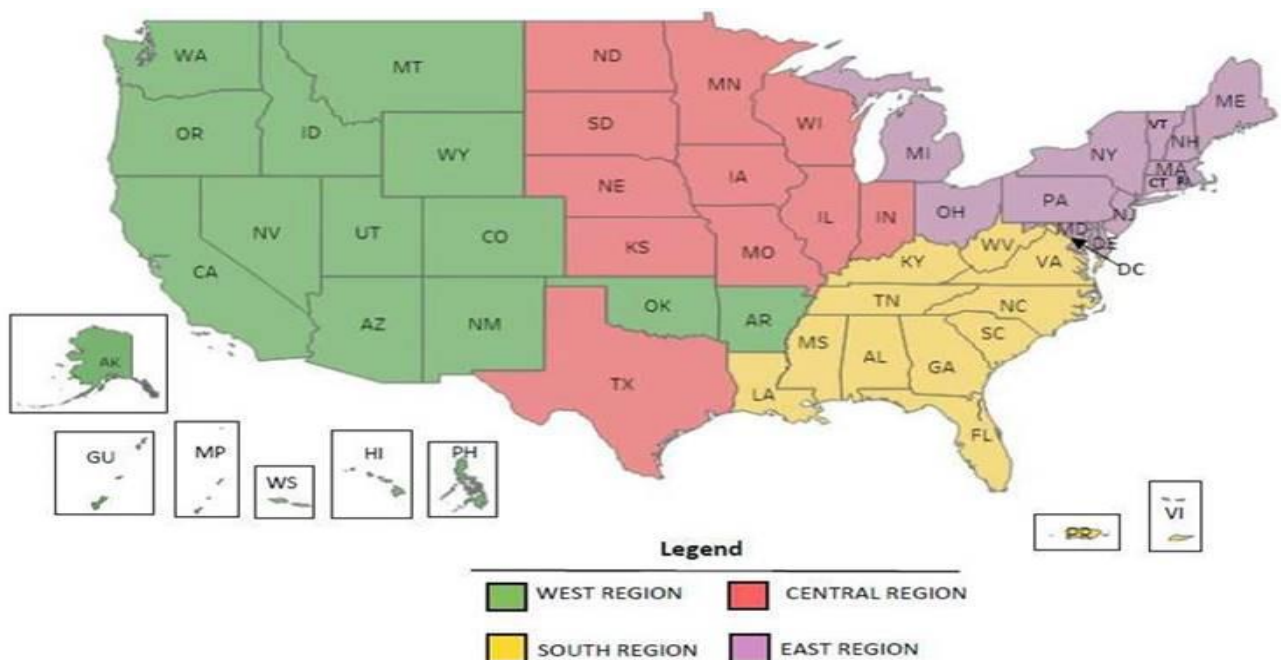 WA
MT
ND
MN
OR
ID
WY
SD
WI
MI
NY
VT
NH
ME
MA
CT
RI
NE
IA
PA
NJ
NV
UT
CO
KS
MO
IL
IN
OH
MD
DE
DC
CA
WV
VA
KY
AZ
NM
OK
AR
TN
NC
SC
MS
AL
GA
TX
LA
FL
AK
GU
MP
WS
HI
PH
PR
VI
Legend
WEST REGION
CENTRAL REGION
SOUTH REGION
EAST REGION